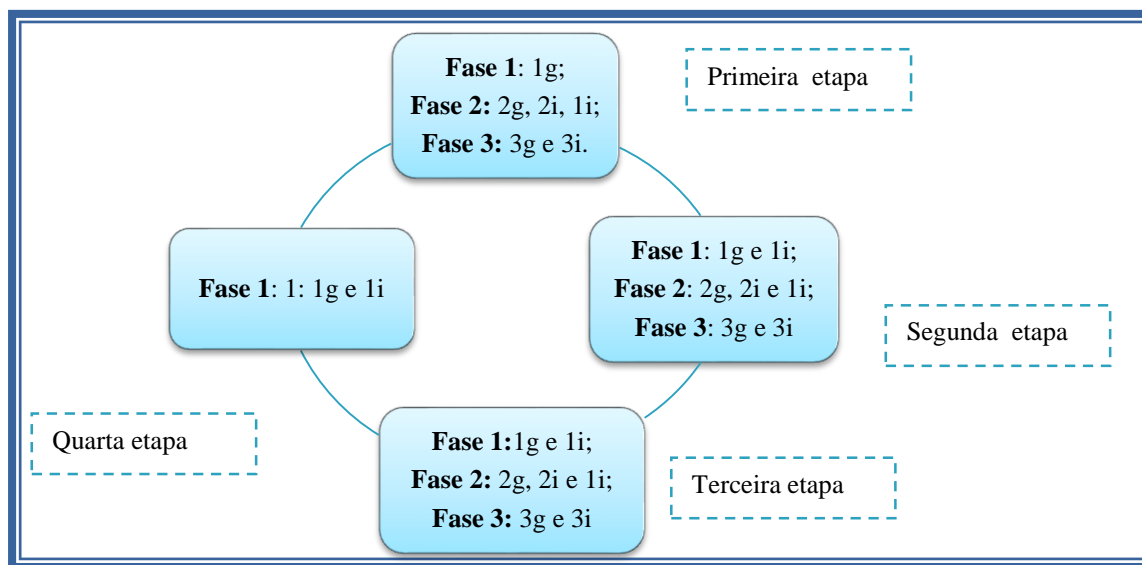 Fase 1: 1g;
Fase 2: 2g, 2i, 1i;
Fase 3: 3g e 3i.
Primeira etapa
Fase 1: 1g e 1i;
Fase 2: 2g, 2i e 1i;
Fase 3: 3g e 3i
Segunda etapa
Fase 1:1g e 1i;
Fase 2: 2g, 2i e 1i;
Fase 3: 3g e 3i
Terceira etapa
Fase 1: 1: 1g e 1i
Quarta etapa